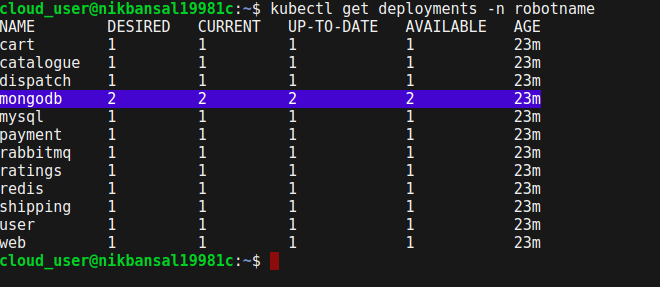 cloud_user@nikbansal19981c:~$ kubectl get deployments -n robotname
NAME DESIRED CURRENT UP-TO-DATE AVAILABLE AGE
cart 1 1 1 1 23m
catalogue 1 1 1 1 23m
dispatch 1 1 1 1 23m
mongodb 2 2 2 2 23m
mysql 1 1 1 1 23m
payment 1 1 1 1 23m
rabbitmq 1 1 1 1 23m
ratings 1 1 1 1 23m
redis 1 1 1 1 23m
shipping 1 1 1 1 23m
user 1 1 1 1 23m
web 1 1 1 1 23m
cloud_user@nikbansal19981c:~$